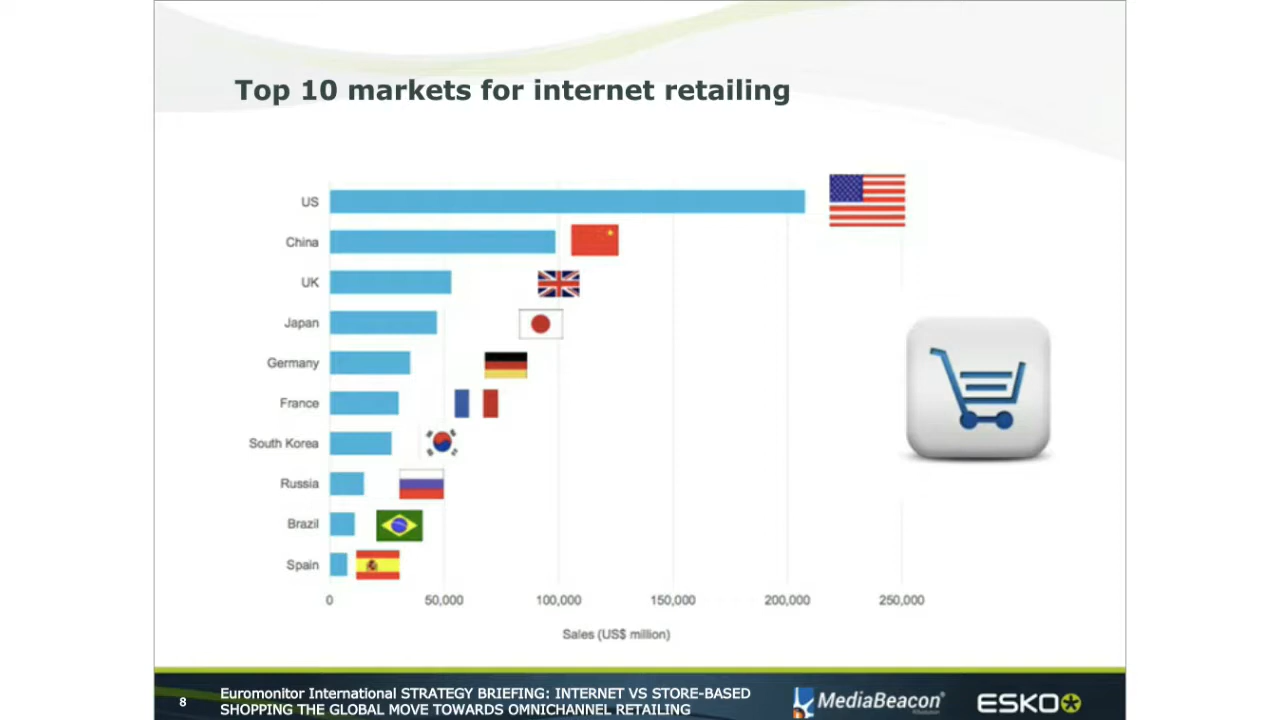 Top 10 markets for internet retailing
US
China
UK
Japan
Germany
France
South Korea
Russia
Brazil
Spain
0 50,000 100,000 150,000 200,000 250,000
Sales (US$ million)
8
Euromonitor International STRATEGY BRIEFING: INTERNET VS STORE-BASED
SHOPPING THE GLOBAL MOVE TOWARDS OMNICHANNEL RETAILING
MediaBeacon
ESKO